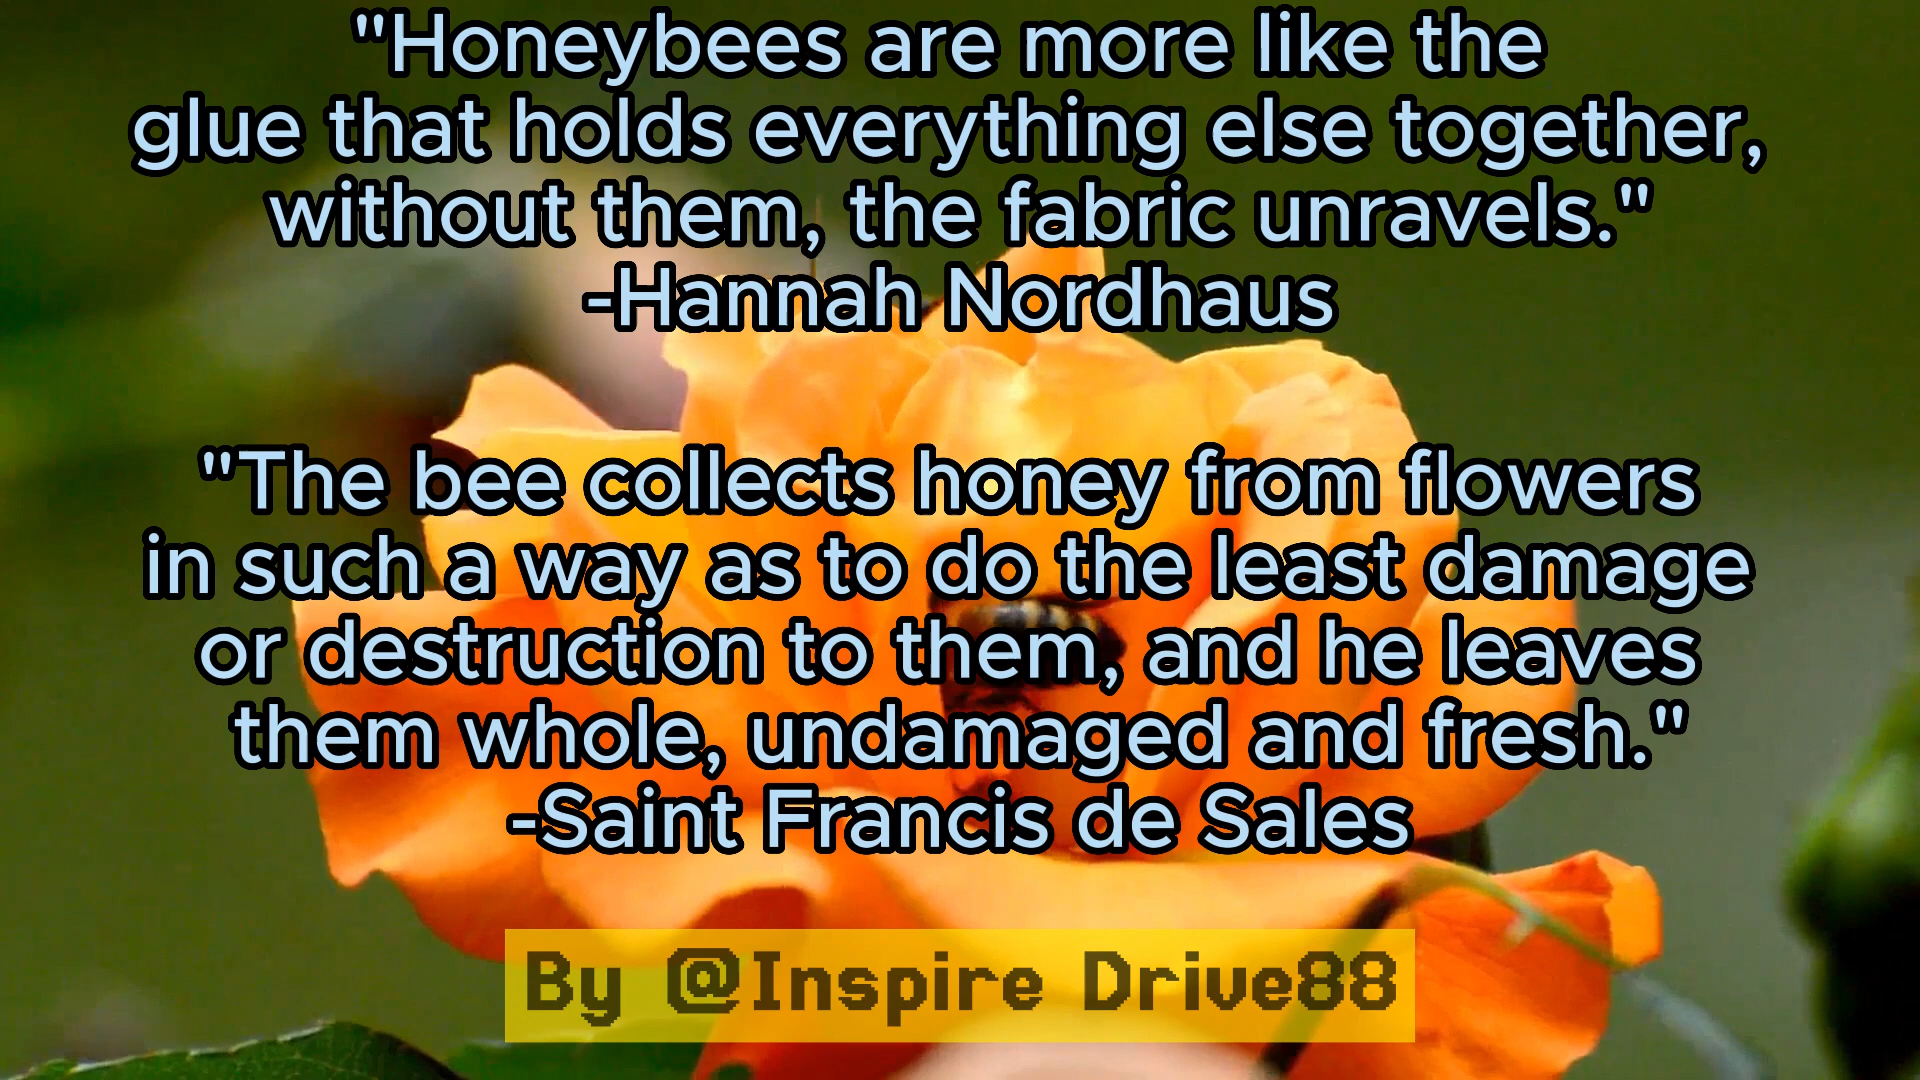 "Honeybees are more like the
glue that holds everything else together,
without them, the fabric unravels."
-Hannah Nordhaus
"The bee collects honey from flowers
in such a way as to do the least damage
or destruction to them, and he leaves
them whole, undamaged and fresh."
-Saint Francis de Sales
By @Inspire Drive88